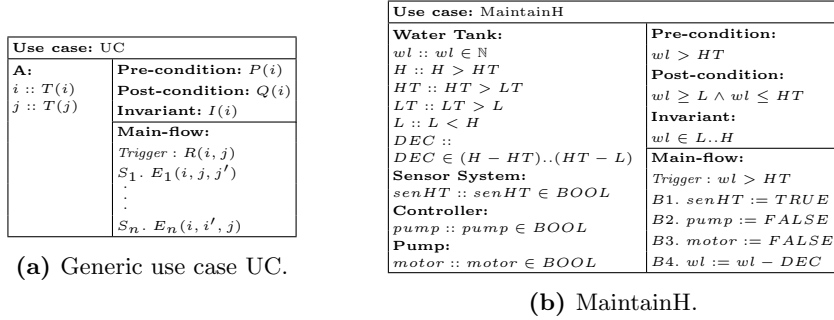 Use case: UC
A:
i :: T(i)
j :: T(j)
Pre-condition: P(i)
Post-condition: Q(i)
Invariant: I(i)
Main-flow:
Trigger : R(i, j)
S₁. E₁(i, j, j′)
.
.
.
Sₙ. Eₙ(i, i′, j)
(a) Generic use case UC.
Use case: MaintainH
Water Tank:
wl :: wl ∈ ℕ
H :: H > HT
HT :: HT > LT
LT :: LT > L
L :: L < H
DEC ::
DEC ∈ (H − HT)..(HT − L)
Sensor System:
senHT :: senHT ∈ BOOL
Controller:
pump :: pump ∈ BOOL
Pump:
motor :: motor ∈ BOOL
Pre-condition:
wl > HT
Post-condition:
wl ≥ L ∧ wl ≤ HT
Invariant:
wl ∈ L..H
Main-flow:
Trigger : wl > HT
B1. senHT := TRUE
B2. pump := FALSE
B3. motor := FALSE
B4. wl := wl − DEC
(b) MaintainH.